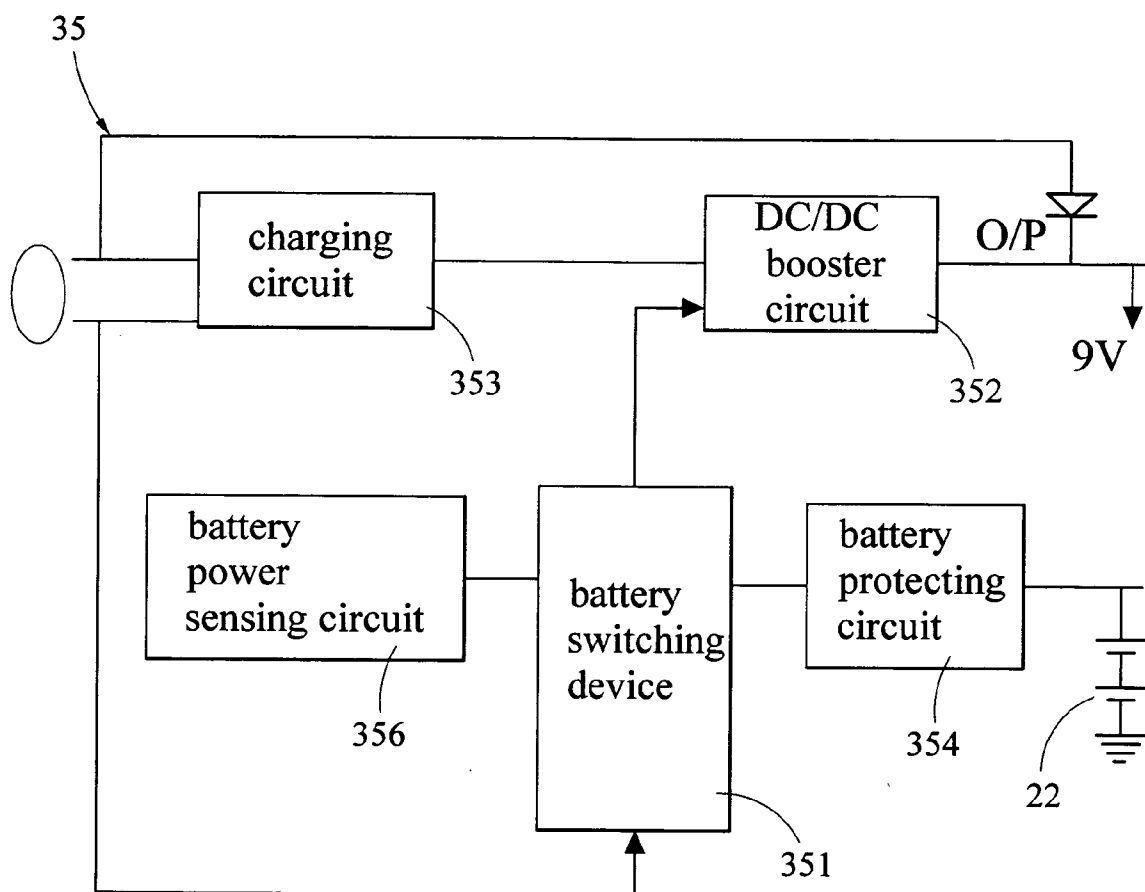 35
charging
circuit
353
DC/DC
booster
circuit
352
O/P
9V
battery
power
sensing circuit
356
battery
switching
device
351
battery
protecting
circuit
354
22